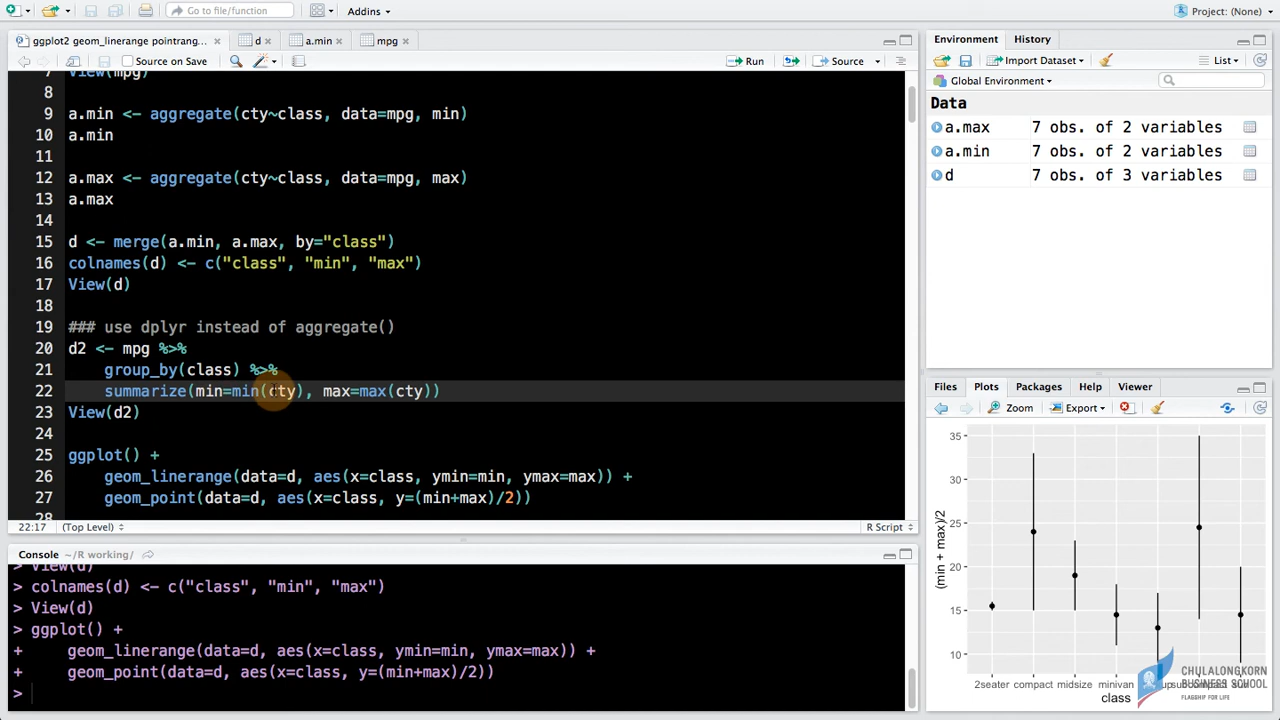 Go to file/function
Addins
Project: (None)
ggplot2 geom_linerange pointrang...
d
a.min
mpg
Source on Save
Run
Source
7 View(mpg)
8
9 a.min <- aggregate(cty~class, data=mpg, min)
10 a.min
11
12 a.max <- aggregate(cty~class, data=mpg, max)
13 a.max
14
15 d <- merge(a.min, a.max, by="class")
16 colnames(d) <- c("class", "min", "max")
17 View(d)
18
19 ### use dplyr instead of aggregate()
20 d2 <- mpg %>%
21 group_by(class) %>%
22 summarize(min=min(cty), max=max(cty))
23 View(d2)
24
25 ggplot() +
26 geom_linerange(data=d, aes(x=class, ymin=min, ymax=max)) +
27 geom_point(data=d, aes(x=class, y=(min+max)/2))
28
22:17 (Top Level) R Script
Console ~/R working/
> View(d)
> colnames(d) <- c("class", "min", "max")
> View(d)
> ggplot() +
+ geom_linerange(data=d, aes(x=class, ymin=min, ymax=max)) +
+ geom_point(data=d, aes(x=class, y=(min+max)/2))
>
Environment History
Import Dataset List
Global Environment
Data
a.max 7 obs. of 2 variables
a.min 7 obs. of 2 variables
d 7 obs. of 3 variables
Files Plots Packages Help Viewer
Zoom Export
35
30
25
20
15
10
(min + max)/2
2seater compact midsize minivan
class
CHULALONGKORN
BUSINESS SCHOOL
FLAGSHIP FOR LIFE